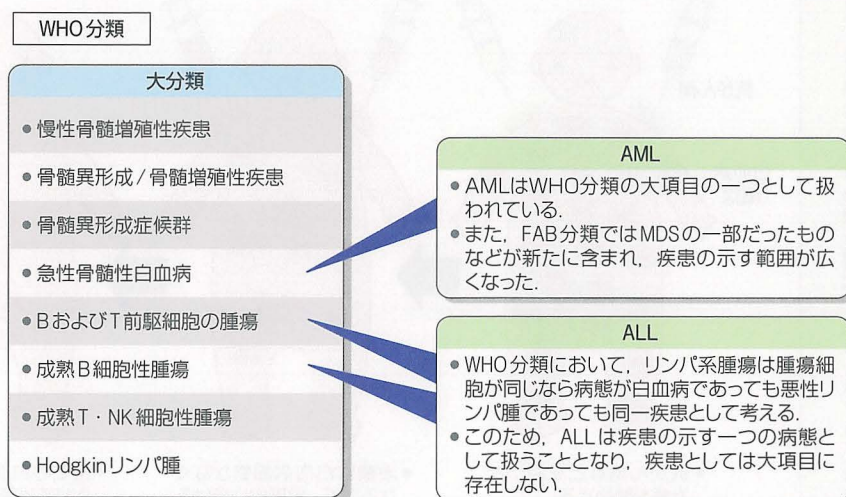 WHO分類
大分類
● 慢性骨髄増殖性疾患
● 骨髄異形成/骨髄増殖性疾患
● 骨髄異形成症候群
● 急性骨髄性白血病
● BおよびT前駆細胞の腫瘍
● 成熟B細胞性腫瘍
● 成熟T・NK細胞性腫瘍
● Hodgkinリンパ腫
AML
● AMLはWHO分類の大項目の一つとして扱
われている．
● また，FAB分類ではMDSの一部だったもの
などが新たに含まれ，疾患の示す範囲が広
くなった．
ALL
● WHO分類において，リンパ系腫瘍は腫瘍細
胞が同じなら病態が白血病であっても悪性リ
ンパ腫であっても同一疾患として考える．
● このため，ALLは疾患の示す一つの病態と
して扱うこととなり，疾患としては大項目に
存在しない．